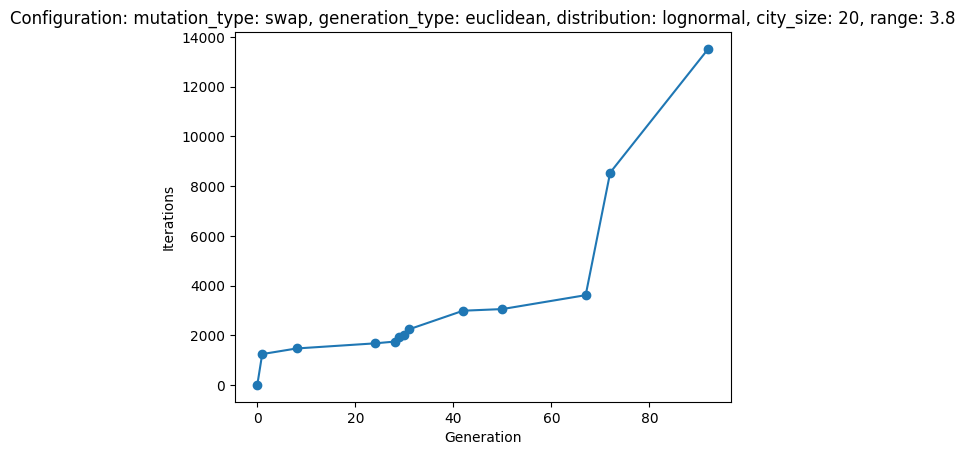 Configuration: mutation_type: swap, generation_type: euclidean, distribution: lognormal, city_size: 20, range: 3.8
14000
12000
10000
8000
6000
4000
2000
0
Iterations
0 20 40 60 80
Generation